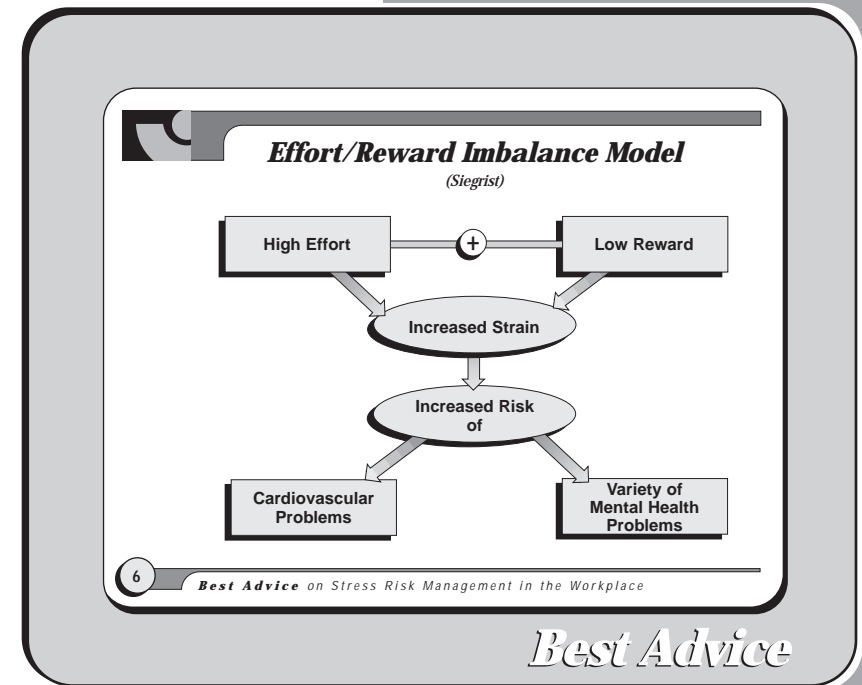 Effort/Reward Imbalance Model
(Siegrist)
High Effort
+
Low Reward
Increased Strain
Increased Risk
of
Cardiovascular
Problems
Variety of
Mental Health
Problems
6
Best Advice on Stress Risk Management in the Workplace
Best Advice